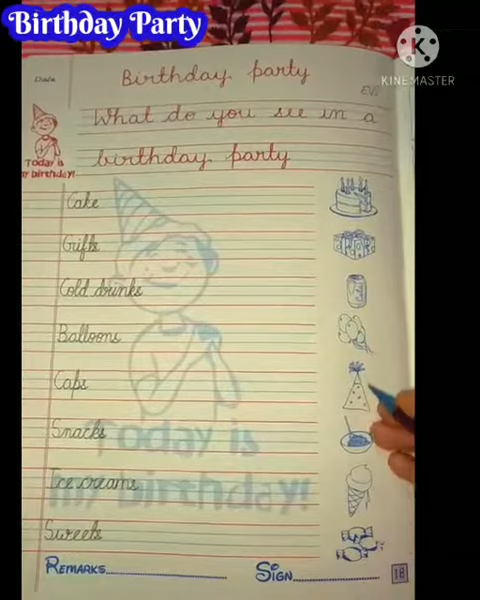 Birthday Party
KINEMASTER
Date
Birthday party
EVS
What do you see in a
birthday party
Today is
my birthday!
Cake
Gifts
Cold drinks
Balloons
Caps
Snacks
Today is
Ice creams
my birthday!
Sweets
REMARKS
SIGN
18